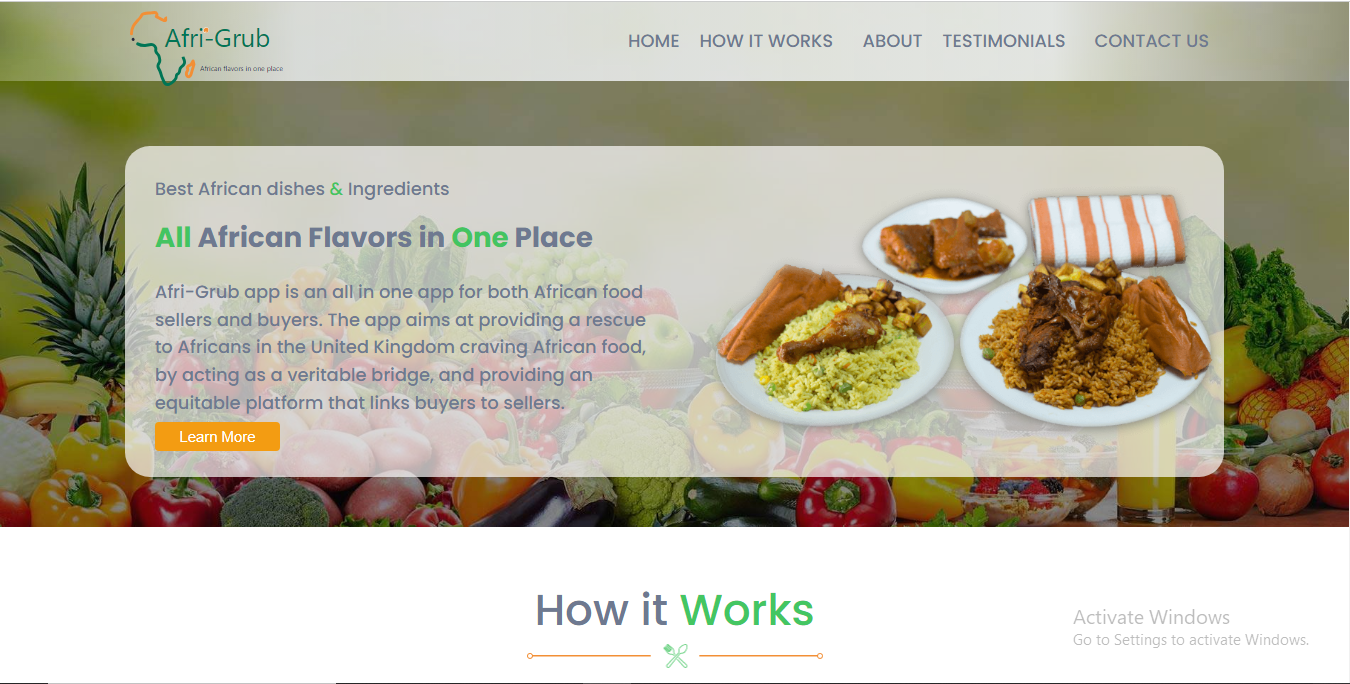 Afri-Grub
African flavors in one place
HOME HOW IT WORKS ABOUT TESTIMONIALS CONTACT US
Best African dishes & Ingredients
All African Flavors in One Place
Afri-Grub app is an all in one app for both African food
sellers and buyers. The app aims at providing a rescue
to Africans in the United Kingdom craving African food,
by acting as a veritable bridge, and providing an
equitable platform that links buyers to sellers.
Learn More
How it Works
Activate Windows
Go to Settings to activate Windows.